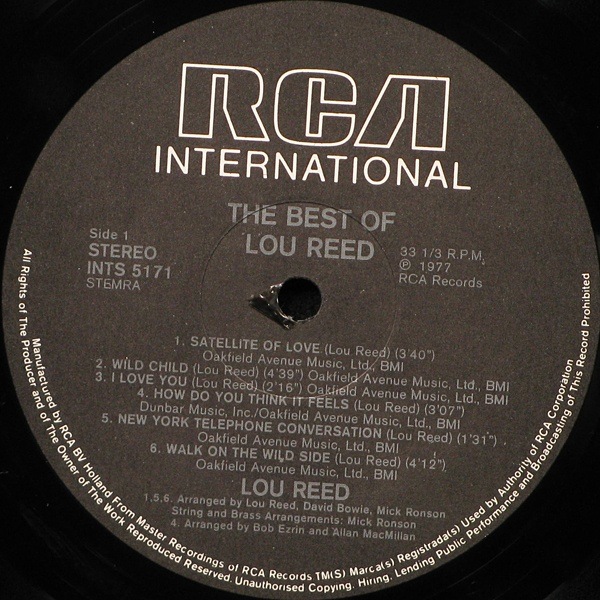 RCA
INTERNATIONAL
THE BEST OF
LOU REED
Side 1
STEREO
INTS 5171
STEMRA
33 1/3 R.P.M.
℗ 1977
RCA Records
1. SATELLITE OF LOVE (Lou Reed) (3'40")
Oakfield Avenue Music, Ltd., BMI
2. WILD CHILD (Lou Reed) (4'39") Oakfield Avenue Music, Ltd., BMI
3. I LOVE YOU (Lou Reed) (2'16") Oakfield Avenue Music, Ltd., BMI
4. HOW DO YOU THINK IT FEELS (Lou Reed) (3'07")
Dunbar Music, Inc./Oakfield Avenue Music, Ltd., BMI
5. NEW YORK TELEPHONE CONVERSATION (Lou Reed) (1'31")
Oakfield Avenue Music, Ltd., BMI
6. WALK ON THE WILD SIDE (Lou Reed) (4'12")
Oakfield Avenue Music, Ltd., BMI
LOU REED
1.5.6. Arranged by Lou Reed, David Bowie, Mick Ronson
String and Brass Arrangements: Mick Ronson
4. Arranged by Bob Ezrin and Allan MacMillan
Manufactured by RCA BV Holland From Master Recordings of RCA Records TM(S) Marca(s) Registrada(s) Used by Authority of RCA Corporation
All Rights of The Producer and of The Owner of The Work Reproduced Reserved. Unauthorised Copying, Hiring, Lending Public Performance and Broadcasting of This Record Prohibited